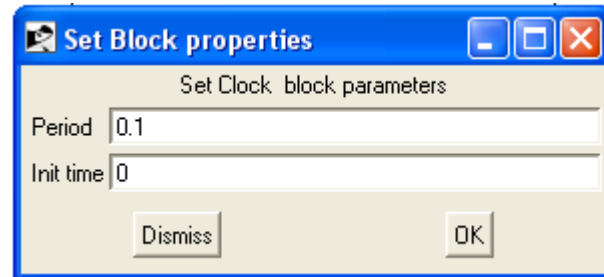 Set Block properties
Set Clock block parameters
Period 0.1
Init time 0
Dismiss OK